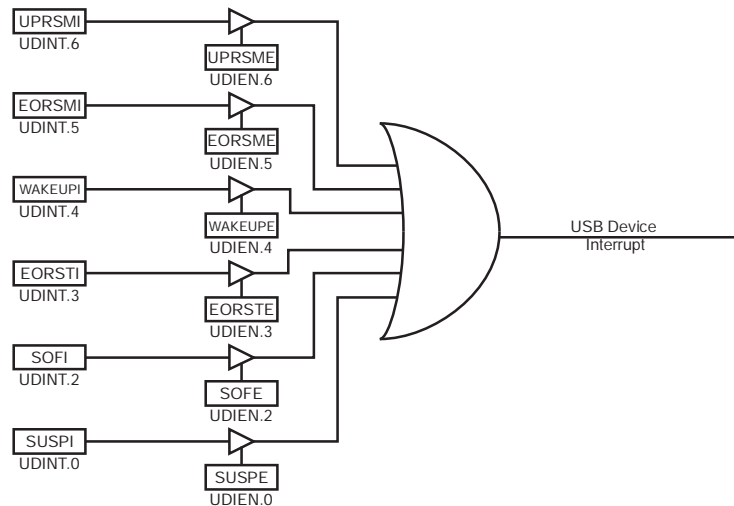 UPRSMI
UDINT.6
UPRSME
UDIEN.6
EORSMI
UDINT.5
EORSME
UDIEN.5
WAKEUPI
UDINT.4
WAKEUPE
UDIEN.4
EORSTI
UDINT.3
EORSTE
UDIEN.3
SOFI
UDINT.2
SOFE
UDIEN.2
SUSPI
UDINT.0
SUSPE
UDIEN.0
USB Device
Interrupt